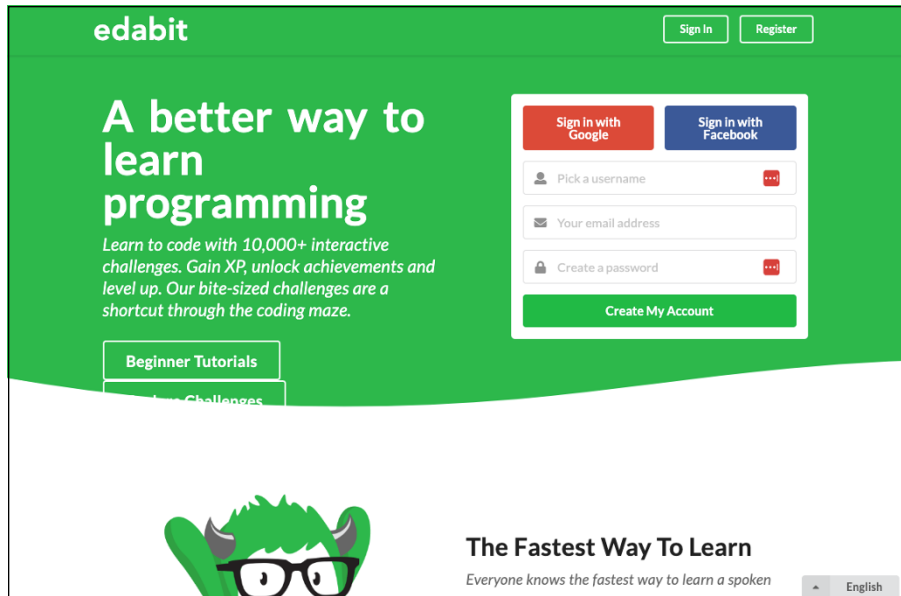 edabit
Sign In
Register
A better way to
learn
programming
Learn to code with 10,000+ interactive
challenges. Gain XP, unlock achievements and
level up. Our bite-sized challenges are a
shortcut through the coding maze.
Beginner Tutorials
Challenges
Sign in with
Google
Sign in with
Facebook
Pick a username
Your email address
Create a password
Create My Account
The Fastest Way To Learn
Everyone knows the fastest way to learn a spoken
English